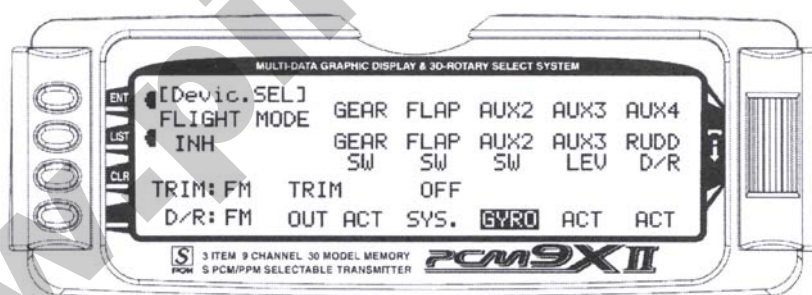 MULTI-DATA GRAPHIC DISPLAY & 3D-ROTARY SELECT SYSTEM
ENT
LIST
CLR
[Devic.SEL]
FLIGHT MODE GEAR FLAP AUX2 AUX3 AUX4
INH GEAR FLAP AUX2 AUX3 RUDD
SW SW SW LEV D/R
TRIM: FM TRIM OFF
D/R: FM OUT ACT SYS. GYRO ACT ACT
S PCM 3 ITEM 9 CHANNEL 30 MODEL MEMORY
S PCM/PPM SELECTABLE TRANSMITTER
PCM9X II